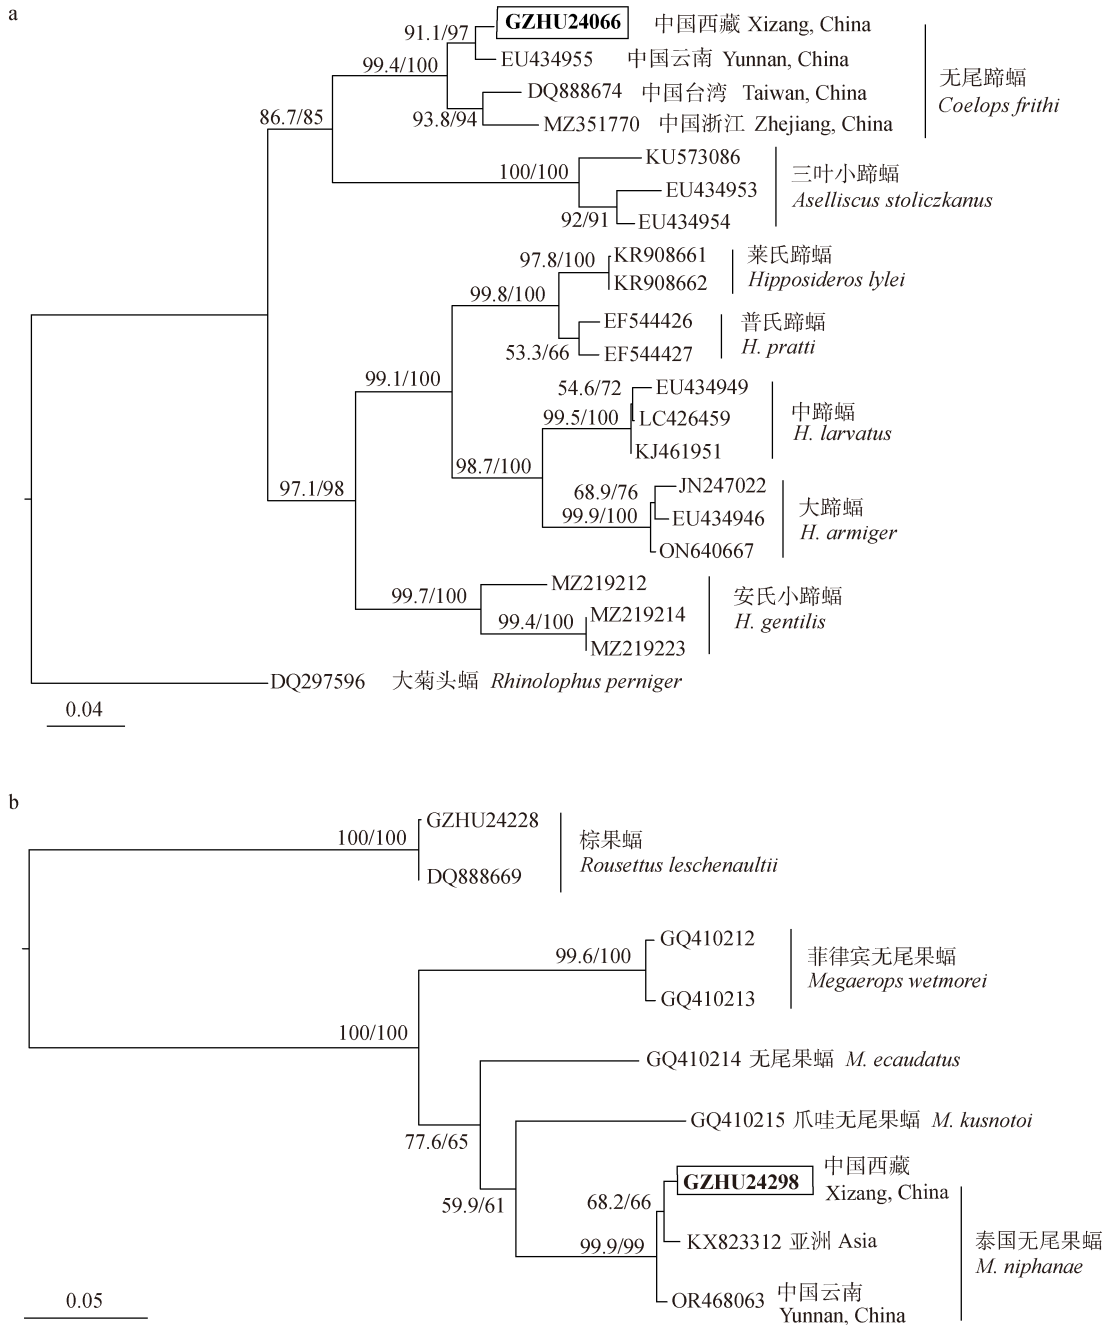 a
GZHU24066 中国西藏 Xizang, China
91.1/97
EU434955 中国云南 Yunnan, China
99.4/100
无尾蹄蝠
DQ888674 中国台湾 Taiwan, China
Coelops frithi
86.7/85
93.8/94
MZ351770 中国浙江 Zhejiang, China
KU573086
100/100
三叶小蹄蝠
EU434953
Aselliscus stoliczkanus
92/91
EU434954
KR908661
莱氏蹄蝠
97.8/100
KR908662
Hipposideros lylei
99.8/100
EF544426
普氏蹄蝠
H. pratti
53.3/66
EF544427
99.1/100
54.6/72
EU434949
中蹄蝠
99.5/100
LC426459
H. larvatus
KJ461951
98.7/100
97.1/98
68.9/76
JN247022
大蹄蝠
99.9/100
EU434946
H. armiger
ON640667
MZ219212
99.7/100
安氏小蹄蝠
99.4/100
MZ219214
H. gentilis
MZ219223
DQ297596 大菊头蝠 Rhinolophus perniger
0.04
b
GZHU24228
100/100
棕果蝠
Rousettus leschenaultii
DQ888669
GQ410212
99.6/100
菲律宾无尾果蝠
Megaerops wetmorei
GQ410213
100/100
GQ410214 无尾果蝠 M. ecaudatus
GQ410215 爪哇无尾果蝠 M. kusnotoi
77.6/65
中国西藏
GZHU24298
Xizang, China
68.2/66
59.9/61
KX823312 亚洲 Asia
泰国无尾果蝠
99.9/99
M. niphanae
OR468063 中国云南
Yunnan, China
0.05